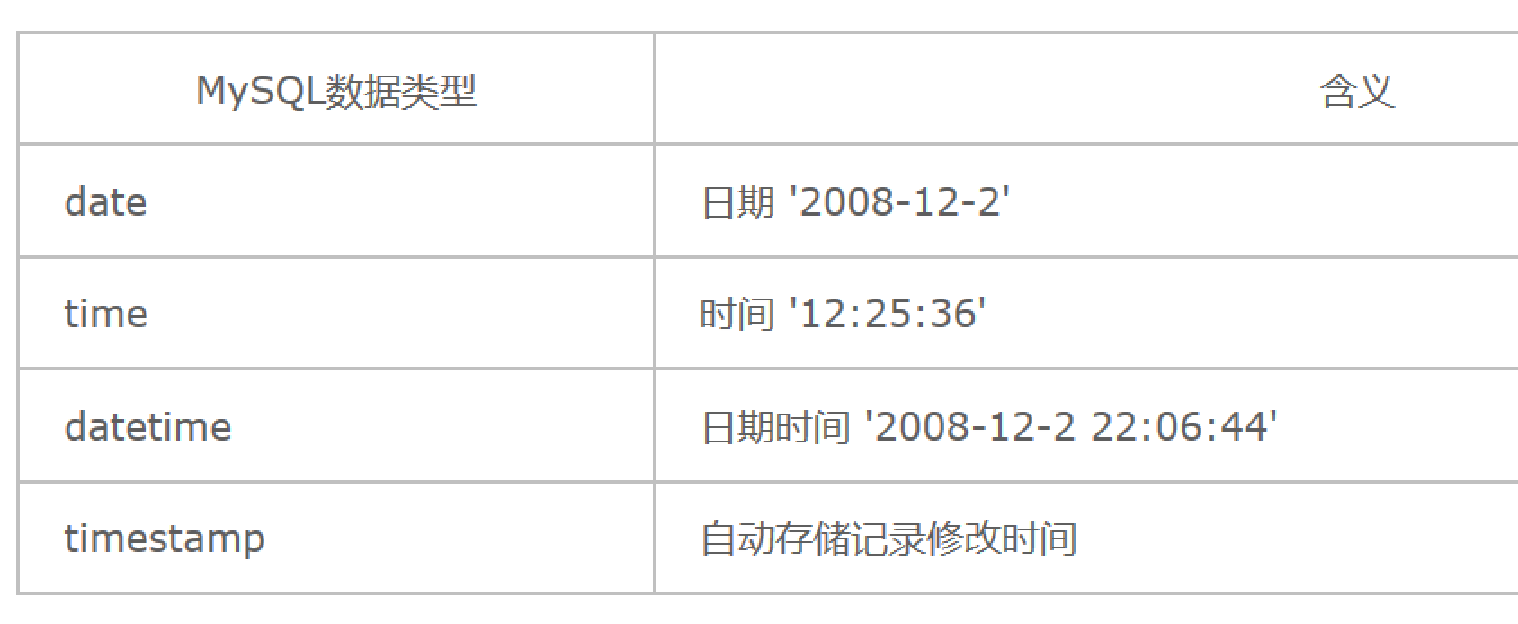 MySQL数据类型 含义
date 日期 '2008-12-2'
time 时间 '12:25:36'
datetime 日期时间 '2008-12-2 22:06:44'
timestamp 自动存储记录修改时间